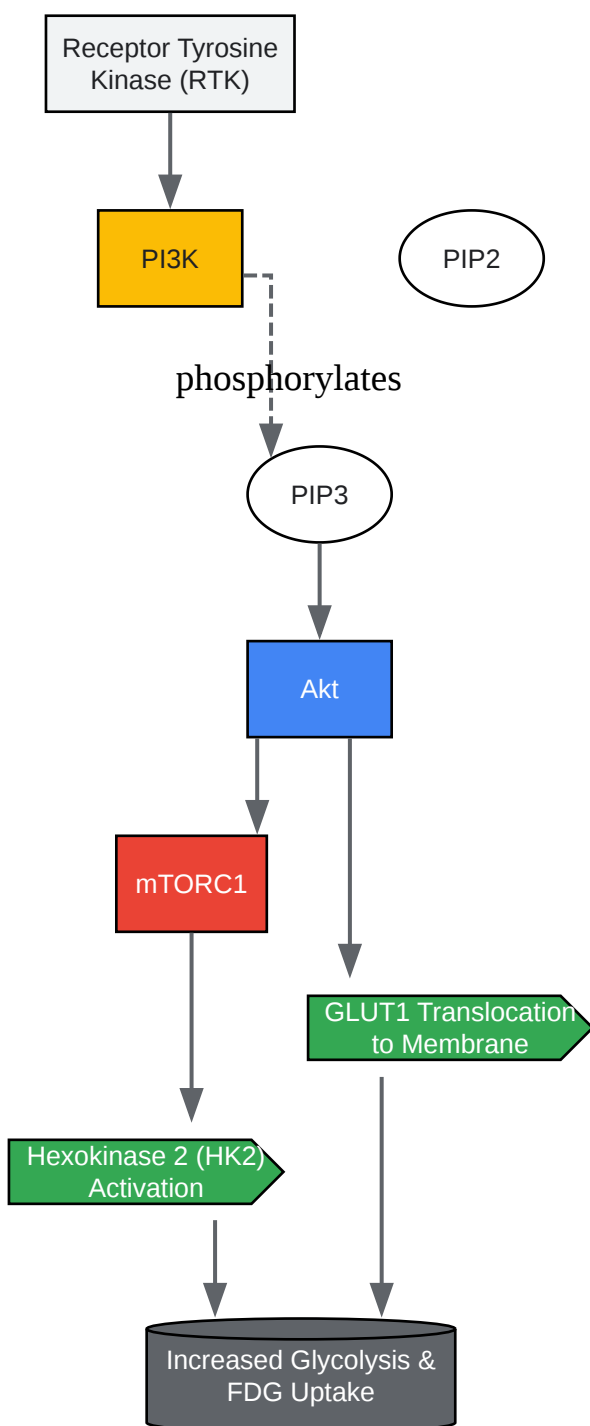 Receptor Tyrosine
Kinase (RTK)
PI3K
PIP2
phosphorylates
PIP3
Akt
mTORC1
GLUT1 Translocation
to Membrane
Hexokinase 2 (HK2)
Activation
Increased Glycolysis &
FDG Uptake